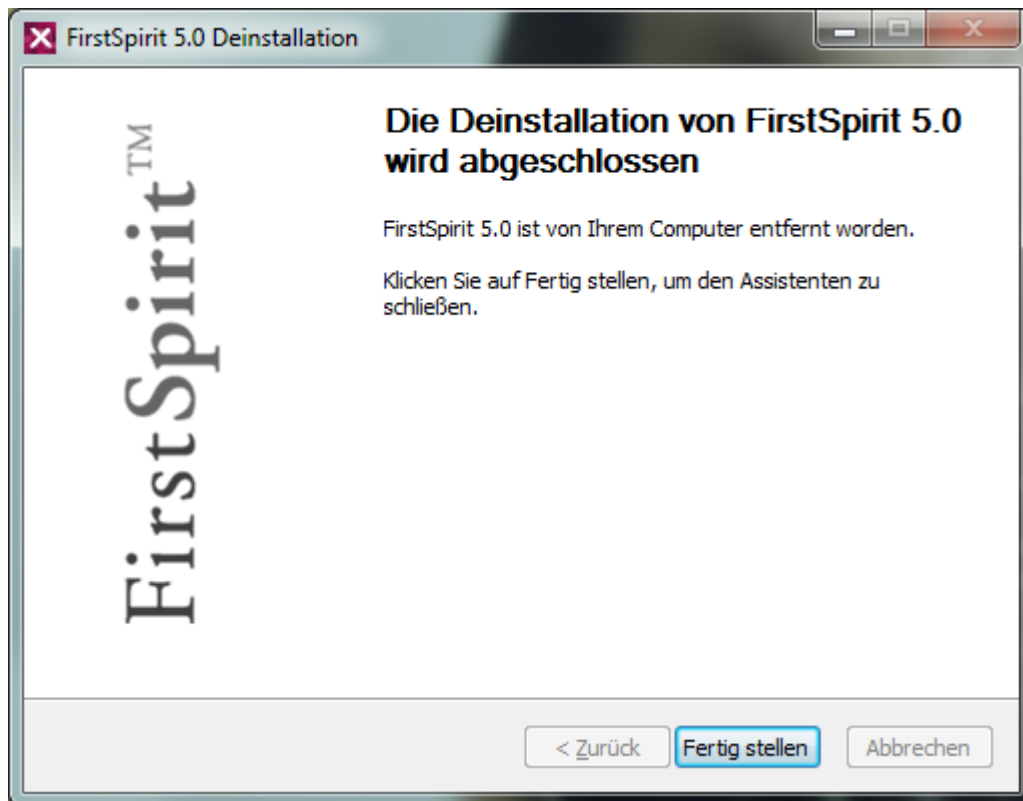 FirstSpirit 5.0 Deinstallation
FirstSpirit™
Die Deinstallation von FirstSpirit 5.0
wird abgeschlossen
FirstSpirit 5.0 ist von Ihrem Computer entfernt worden.
Klicken Sie auf Fertig stellen, um den Assistenten zu
schließen.
< Zurück
Fertig stellen
Abbrechen